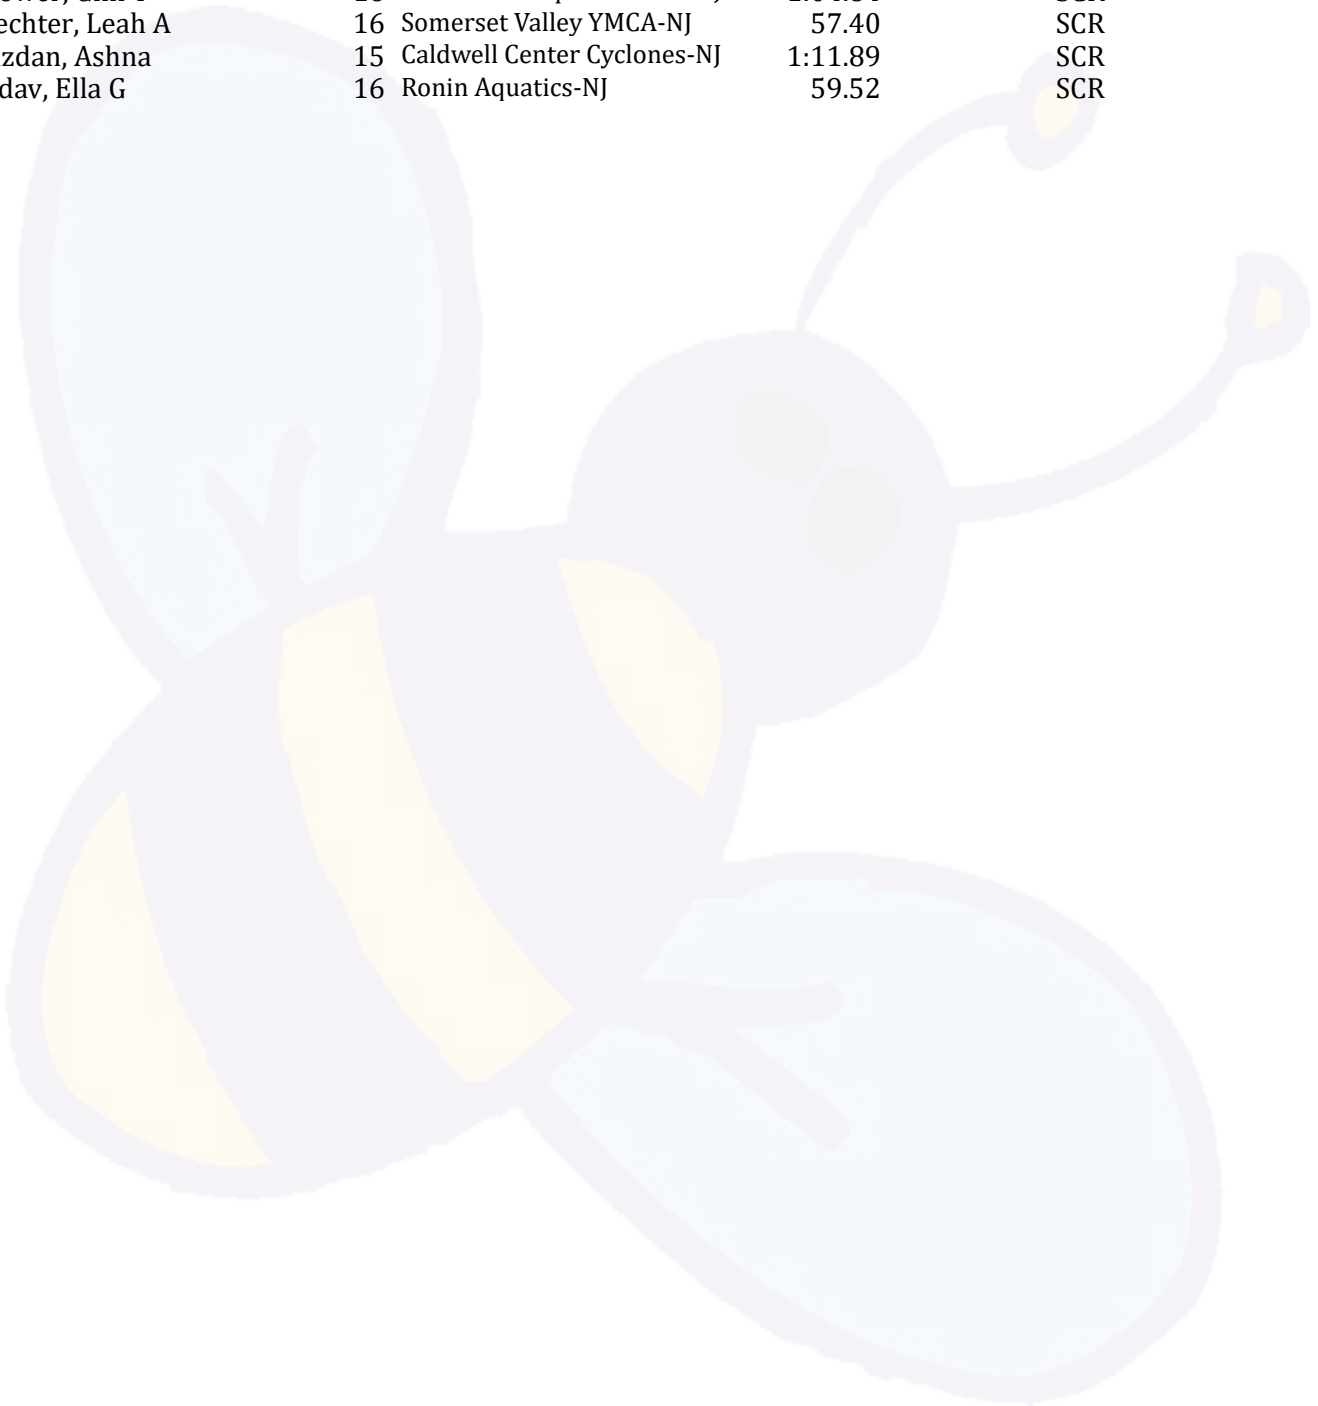 echter, Leah A 16 Somerset Valley YMCA-NJ 57.40 SCR
zdan, Ashna 15 Caldwell Center Cyclones-NJ 1:11.89 SCR
dav, Ella G 16 Ronin Aquatics-NJ 59.52 SCR